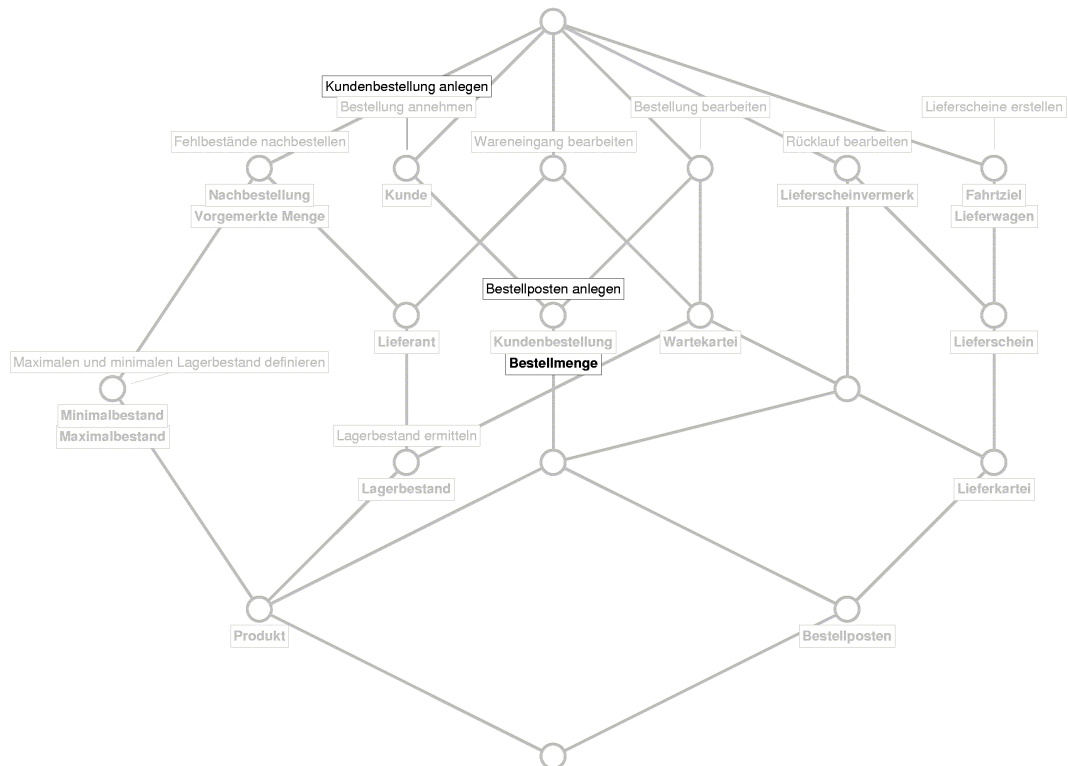 Kundenbestellung anlegen
Bestellung annehmen
Bestellung bearbeiten
Lieferscheine erstellen
Fehlbestände nachbestellen
Wareneingang bearbeiten
Rücklauf bearbeiten
Nachbestellung
Kunde
Lieferscheinvermerk
Fahrtziel
Vorgemerkte Menge
Lieferwagen
Bestellposten anlegen
Lieferant
Kundenbestellung
Wartekartei
Lieferschein
Bestellmenge
Maximalen und minimalen Lagerbestand definieren
Minimalbestand
Maximalbestand
Lagerbestand ermitteln
Lagerbestand
Lieferkartei
Produkt
Bestellposten